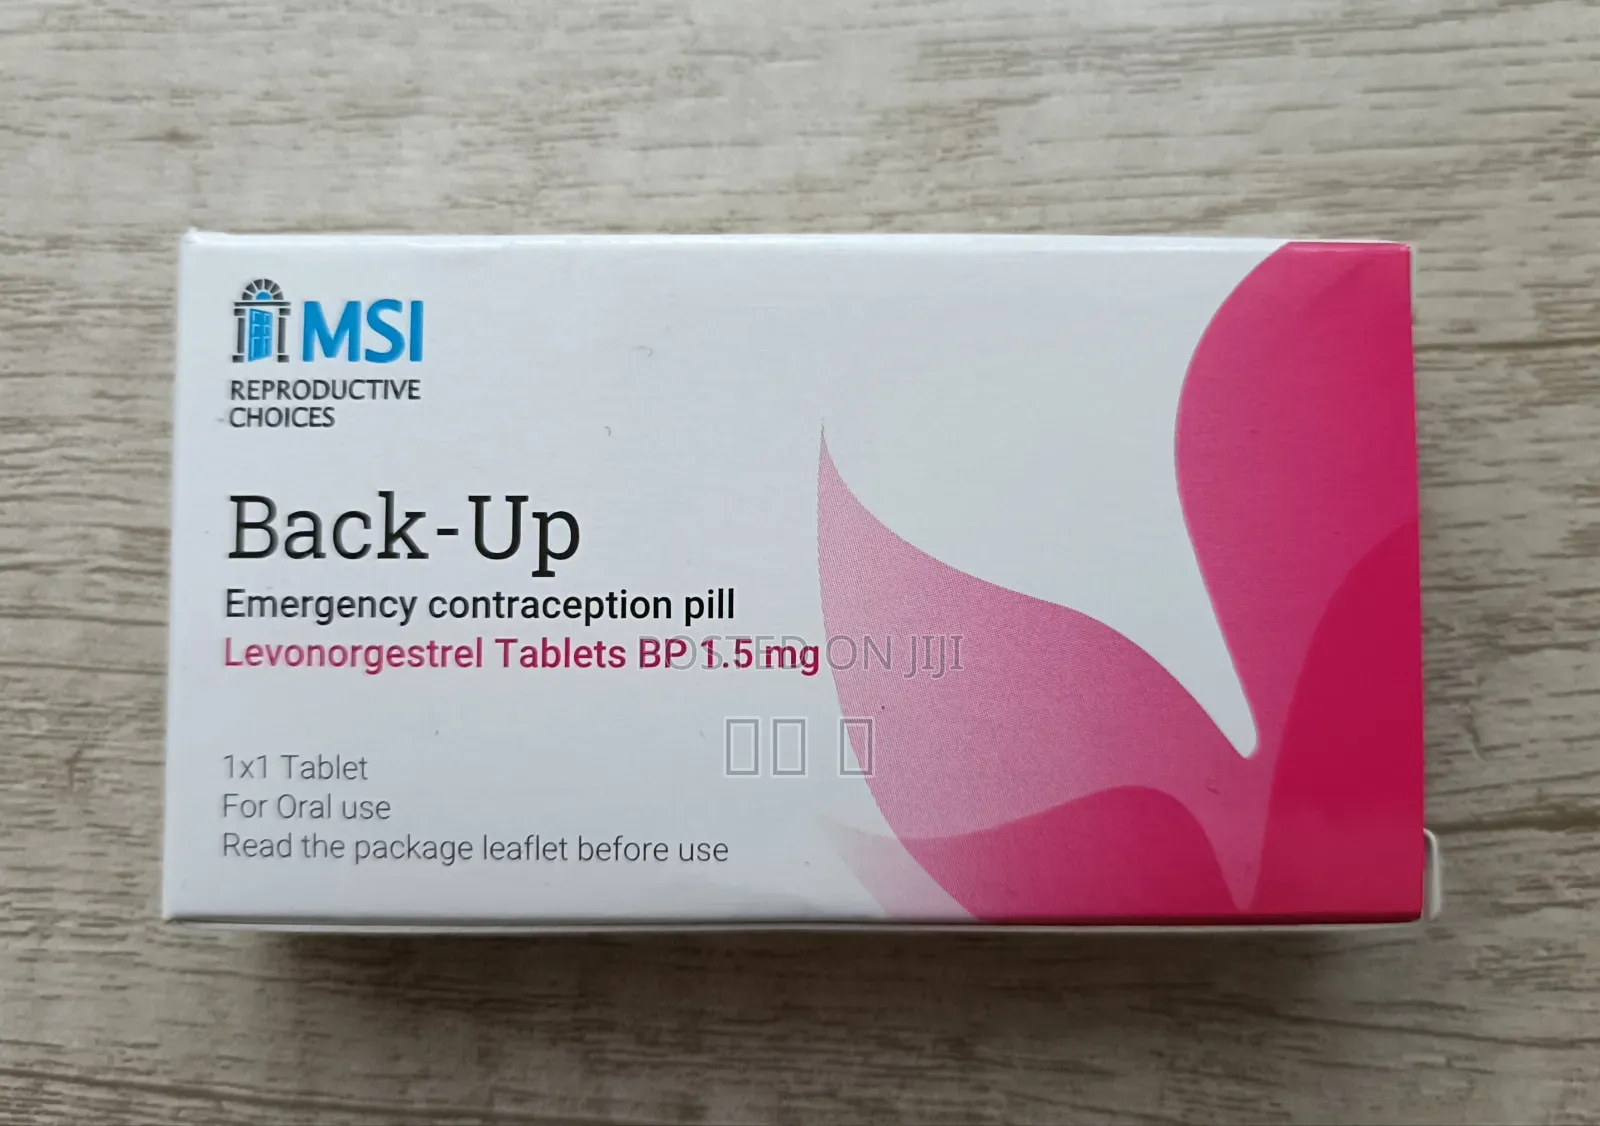 MSI
REPRODUCTIVE
CHOICES
Back-Up
Emergency contraception pill
Levonorgestrel Tablets BP 1.5 mg
POSTED ON JIJI
1x1 Tablet
For Oral use
Read the package leaflet before use